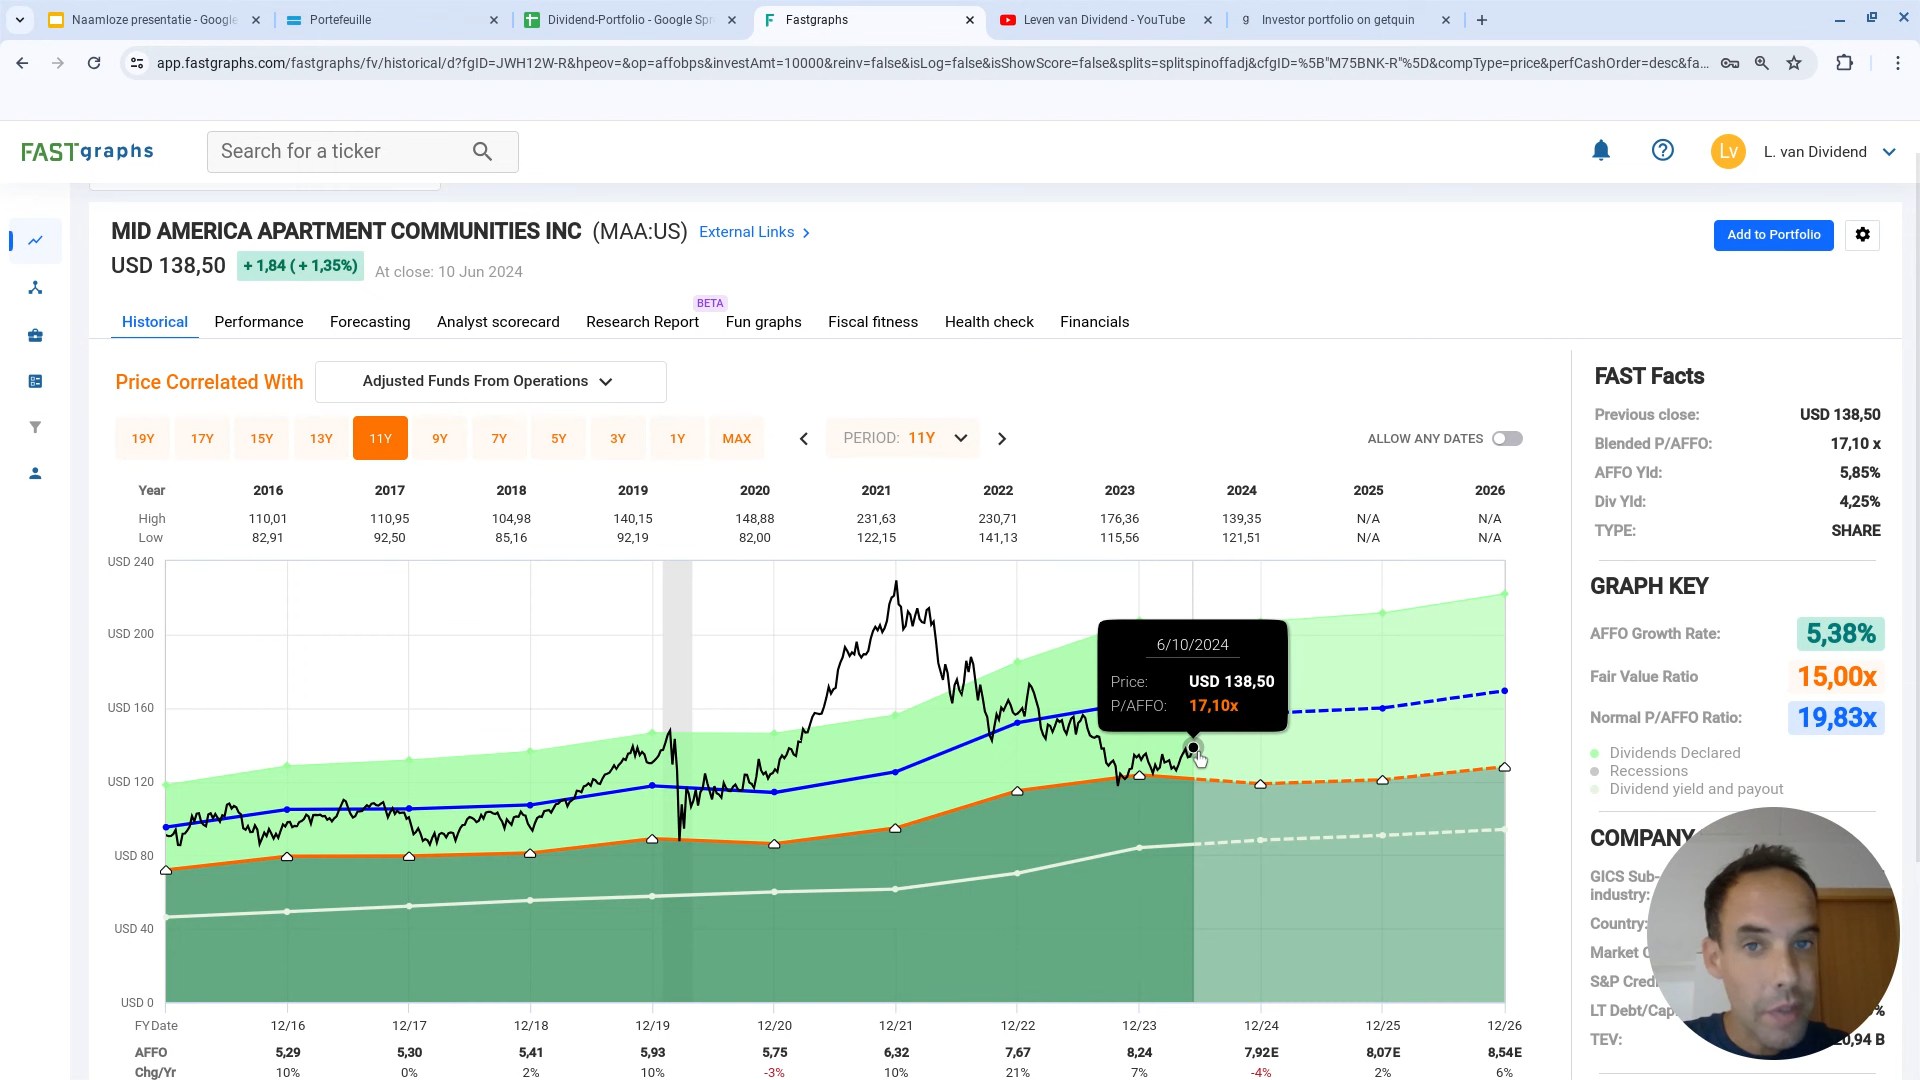 Naamloze presentatie - Google
Portefeuille
Dividend-Portfolio - Google Spr
Fastgraphs
Leven van Dividend - YouTube
Investor portfolio on getquin
app.fastgraphs.com/fastgraphs/fv/historical/d?fgID=JWH12W-R&hpeov=&op=affobps&investAmt=10000&reinv=false&isLog=false&isShowScore=false&splits=splitspinoffadj&cfgID=%5B"M75BNK-R"%5D&compType=price&perfCashOrder=desc&fa...
FASTgraphs
Search for a ticker
Lv
L. van Dividend
MID AMERICA APARTMENT COMMUNITIES INC (MAA:US) External Links
Add to Portfolio
USD 138,50 + 1,84 ( + 1,35%) At close: 10 Jun 2024
BETA
Historical Performance Forecasting Analyst scorecard Research Report Fun graphs Fiscal fitness Health check Financials
Price Correlated With Adjusted Funds From Operations
19Y 17Y 15Y 13Y 11Y 9Y 7Y 5Y 3Y 1Y MAX PERIOD: 11Y ALLOW ANY DATES
Year 2016 2017 2018 2019 2020 2021 2022 2023 2024 2025 2026
High 110,01 110,95 104,98 140,15 148,88 231,63 230,71 176,36 139,35 N/A N/A
Low 82,91 92,50 85,16 92,19 82,00 122,15 141,13 115,56 121,51 N/A N/A
USD 240
USD 200
USD 160
USD 120
USD 80
USD 40
USD 0
6/10/2024
Price: USD 138,50
P/AFFO: 17,10x
FYDate 12/16 12/17 12/18 12/19 12/20 12/21 12/22 12/23 12/24 12/25 12/26
AFFO 5,29 5,30 5,41 5,93 5,75 6,32 7,67 8,24 7,92E 8,07E 8,54E
Chg/Yr 10% 0% 2% 10% -3% 10% 21% 7% -4% 2% 6%
FAST Facts
Previous close: USD 138,50
Blended P/AFFO: 17,10 x
AFFO Yld: 5,85%
Div Yld: 4,25%
TYPE: SHARE
GRAPH KEY
AFFO Growth Rate: 5,38%
Fair Value Ratio 15,00x
Normal P/AFFO Ratio: 19,83x
Dividends Declared
Recessions
Dividend yield and payout
COMPANY
GICS Sub-
industry:
Country:
Market C
S&P Credi
LT Debt/Cap %
TEV: 20,94 B